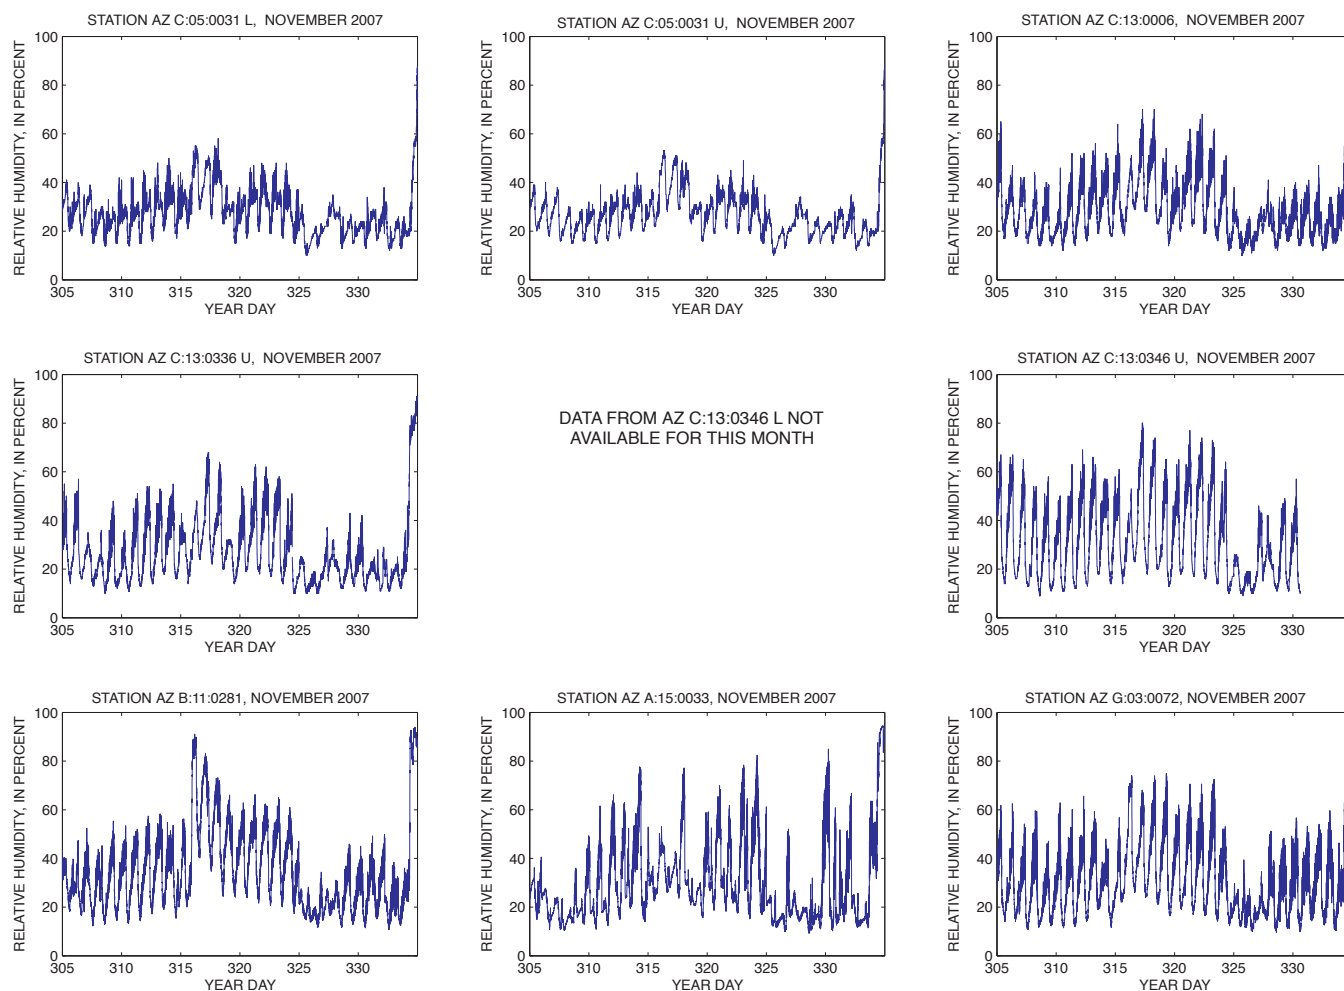 STATION AZ C:05:0031 L, NOVEMBER 2007
RELATIVE HUMIDITY, IN PERCENT
100
80
60
40
20
0
305 310 315 320 325 330
YEAR DAY
STATION AZ C:05:0031 U, NOVEMBER 2007
RELATIVE HUMIDITY, IN PERCENT
100
80
60
40
20
0
305 310 315 320 325 330
YEAR DAY
STATION AZ C:13:0006, NOVEMBER 2007
RELATIVE HUMIDITY, IN PERCENT
100
80
60
40
20
0
305 310 315 320 325 330
YEAR DAY
STATION AZ C:13:0336 U, NOVEMBER 2007
RELATIVE HUMIDITY, IN PERCENT
100
80
60
40
20
0
305 310 315 320 325 330
YEAR DAY
DATA FROM AZ C:13:0346 L NOT
AVAILABLE FOR THIS MONTH
STATION AZ C:13:0346 U, NOVEMBER 2007
RELATIVE HUMIDITY, IN PERCENT
100
80
60
40
20
0
305 310 315 320 325 330
YEAR DAY
STATION AZ B:11:0281, NOVEMBER 2007
RELATIVE HUMIDITY, IN PERCENT
100
80
60
40
20
0
305 310 315 320 325 330
YEAR DAY
STATION AZ A:15:0033, NOVEMBER 2007
RELATIVE HUMIDITY, IN PERCENT
100
80
60
40
20
0
305 310 315 320 325 330
YEAR DAY
STATION AZ G:03:0072, NOVEMBER 2007
RELATIVE HUMIDITY, IN PERCENT
100
80
60
40
20
0
305 310 315 320 325 330
YEAR DAY